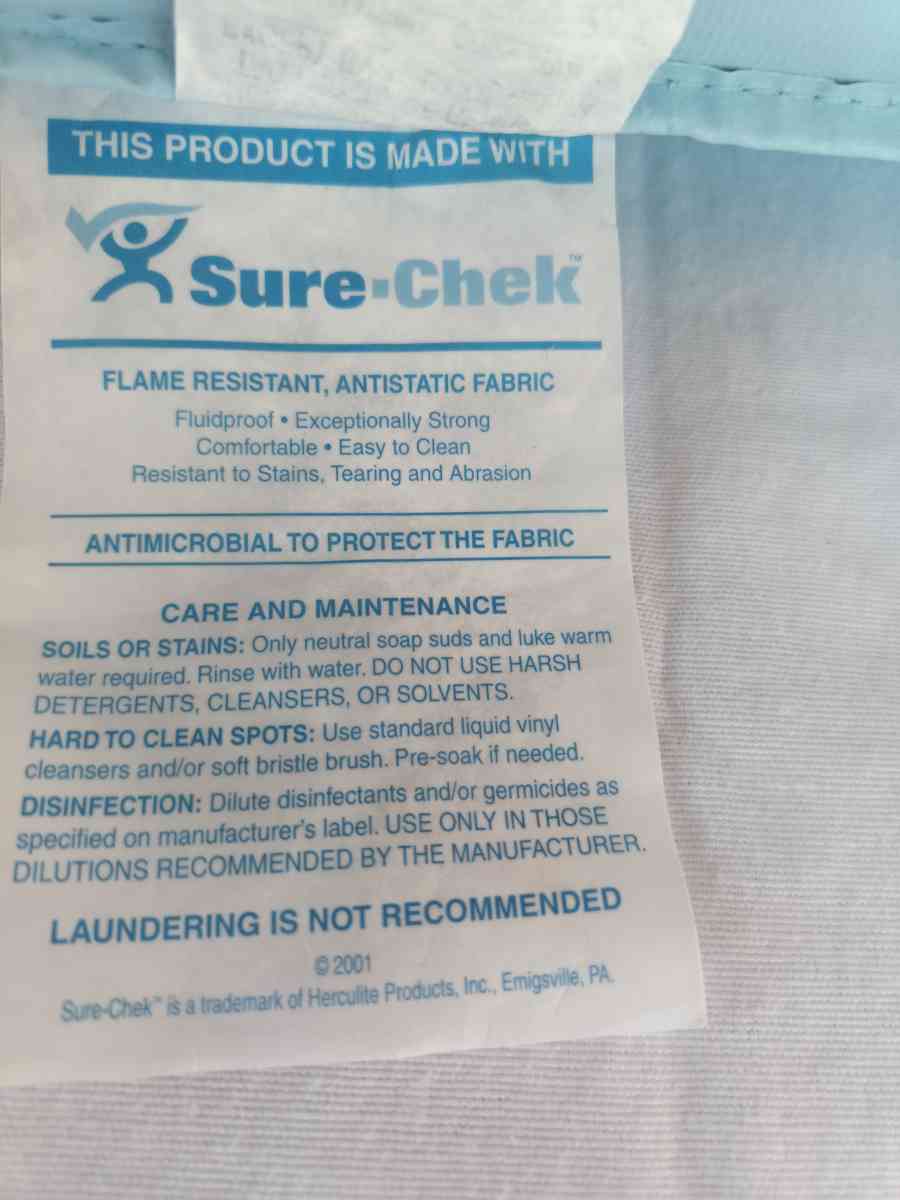 THIS PRODUCT IS MADE WITH
Sure-Chek™
FLAME RESISTANT, ANTISTATIC FABRIC
Fluidproof • Exceptionally Strong
Comfortable • Easy to Clean
Resistant to Stains, Tearing and Abrasion
ANTIMICROBIAL TO PROTECT THE FABRIC
CARE AND MAINTENANCE
SOILS OR STAINS: Only neutral soap suds and luke warm
water required. Rinse with water. DO NOT USE HARSH
DETERGENTS, CLEANSERS, OR SOLVENTS.
HARD TO CLEAN SPOTS: Use standard liquid vinyl
cleansers and/or soft bristle brush. Pre-soak if needed.
DISINFECTION: Dilute disinfectants and/or germicides as
specified on manufacturer's label. USE ONLY IN THOSE
DILUTIONS RECOMMENDED BY THE MANUFACTURER.
LAUNDERING IS NOT RECOMMENDED
© 2001
Sure-Chek™ is a trademark of Herculite Products, Inc., Emigsville, PA.